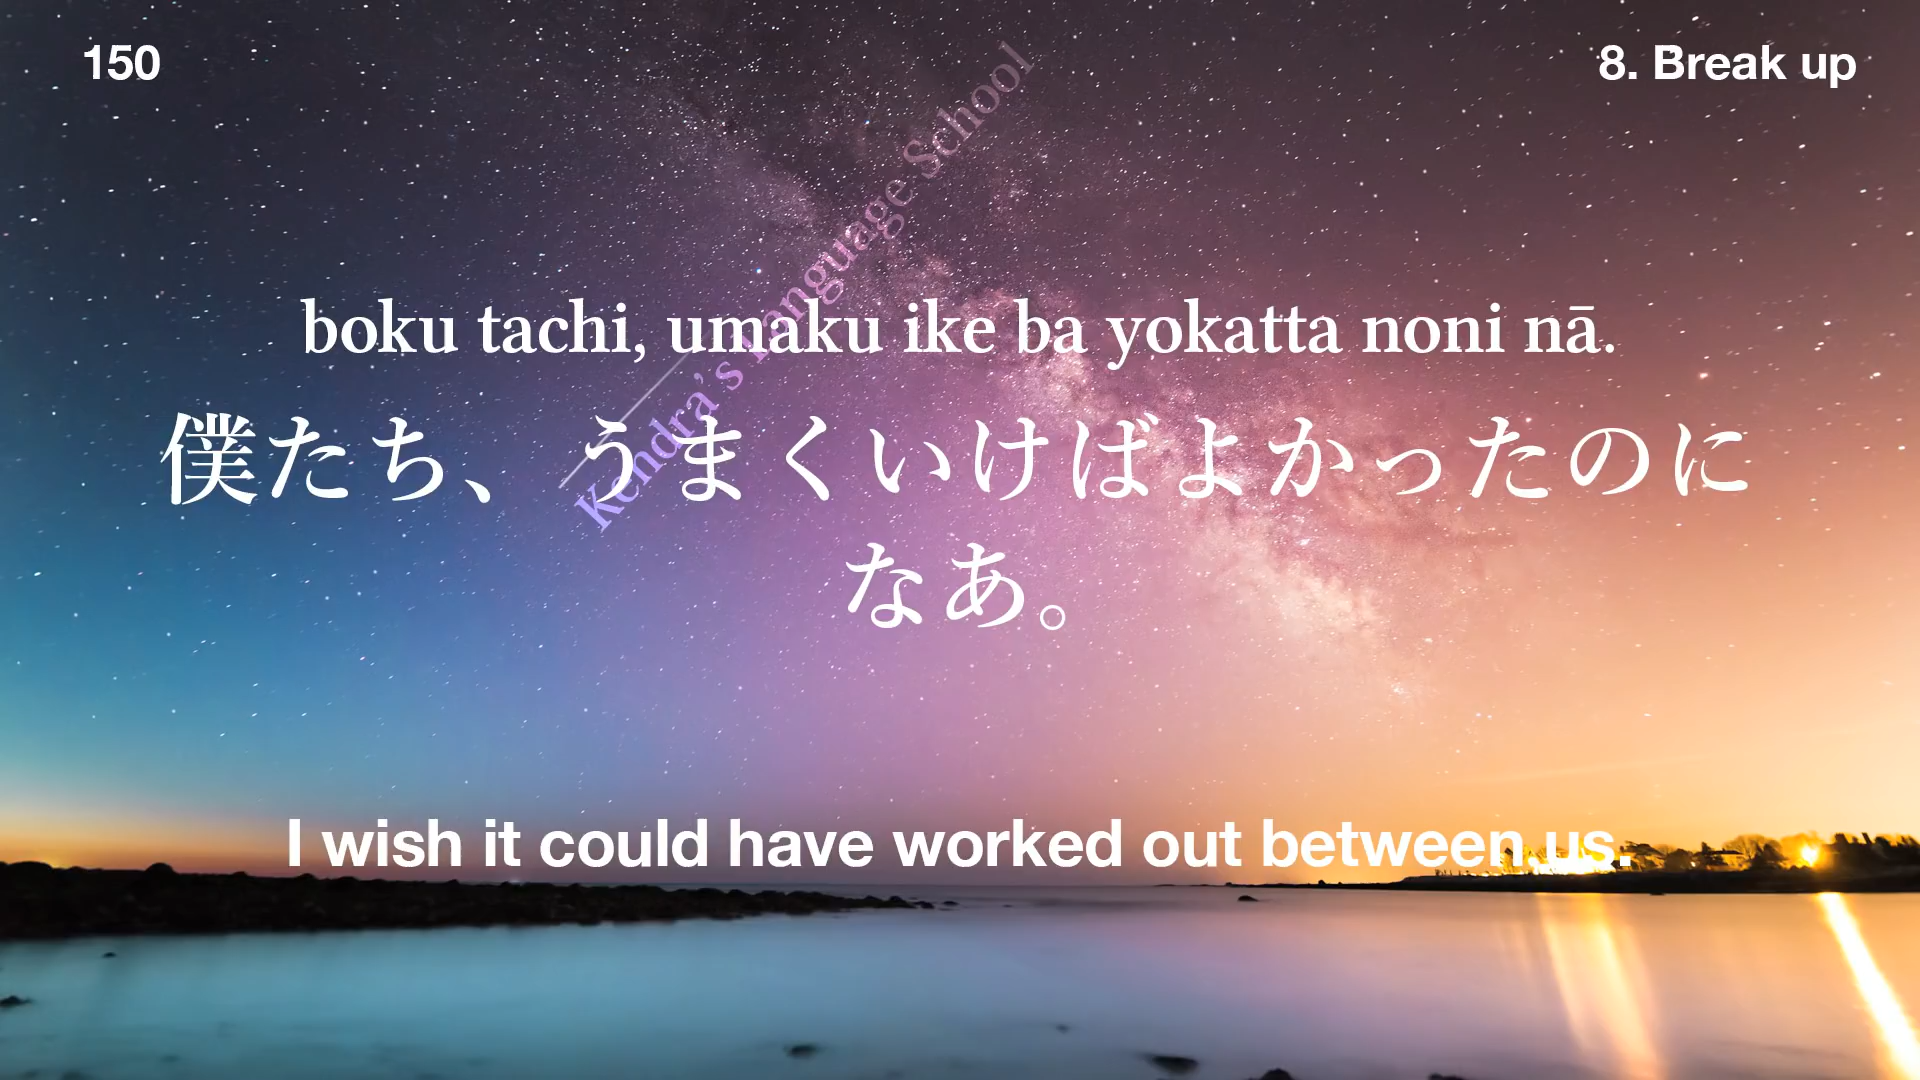 150
8. Break up
Kendra's Language School
boku tachi, umaku ike ba yokatta noni nā.
僕たち、うまくいけばよかったのに
なあ。
I wish it could have worked out between us.